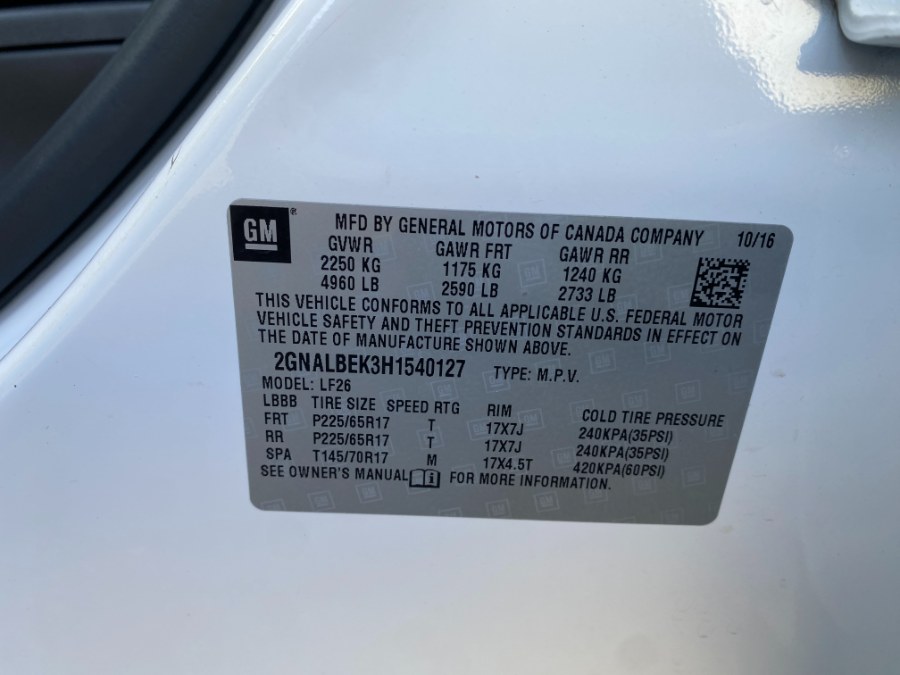 GM ® MFD BY GENERAL MOTORS OF CANADA COMPANY 10/16
GVWR GAWR FRT GAWR RR
2250 KG 1175 KG 1240 KG
4960 LB 2590 LB 2733 LB
THIS VEHICLE CONFORMS TO ALL APPLICABLE U.S. FEDERAL MOTOR
VEHICLE SAFETY AND THEFT PREVENTION STANDARDS IN EFFECT ON
THE DATE OF MANUFACTURE SHOWN ABOVE.
2GNALBEK3H1540127 TYPE: M.P.V.
MODEL: LF26
LBBB TIRE SIZE SPEED RTG RIM COLD TIRE PRESSURE
FRT P225/65R17 T 17X7J 240KPA(35PSI)
RR P225/65R17 T 17X7J 240KPA(35PSI)
SPA T145/70R17 M 17X4.5T 420KPA(60PSI)
SEE OWNER'S MANUAL i FOR MORE INFORMATION.